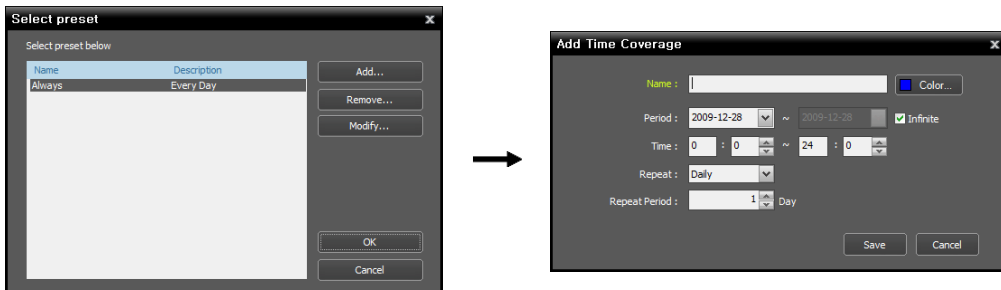 Select preset x
Select preset below
Name Description
Always Every Day
Add...
Remove...
Modify...
OK
Cancel
Add Time Coverage x
Name : Color...
Period : 2009-12-28 ~ 2009-12-28 Infinite
Time : 0 : 0 ~ 24 : 0
Repeat : Daily
Repeat Period : 1 Day
Save Cancel